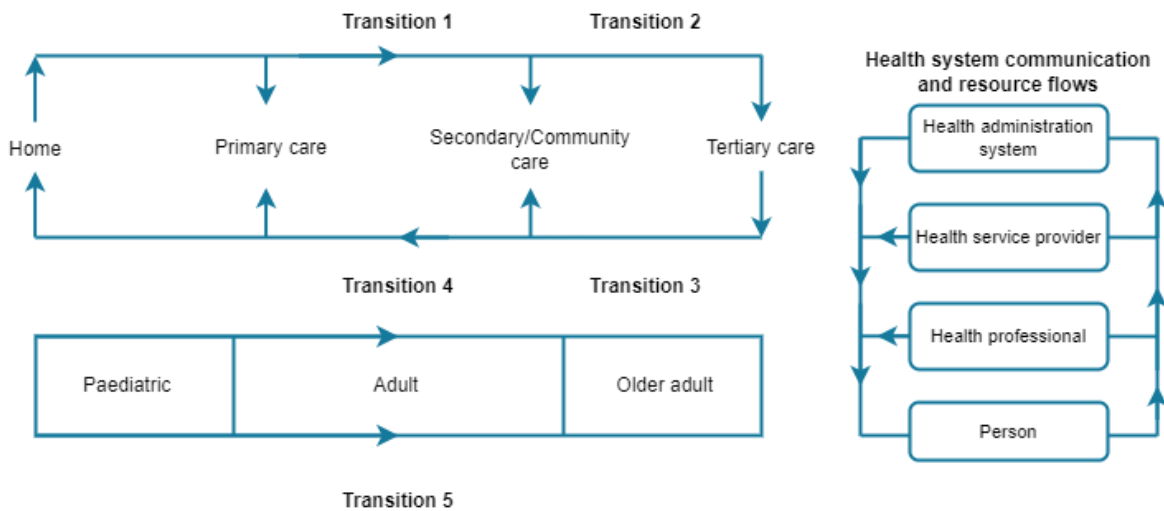 Transition 1
Transition 2
Home
Primary care
Secondary/Community
care
Tertiary care
Transition 4
Transition 3
Paediatric
Adult
Older adult
Transition 5
Health system communication
and resource flows
Health administration
system
Health service provider
Health professional
Person